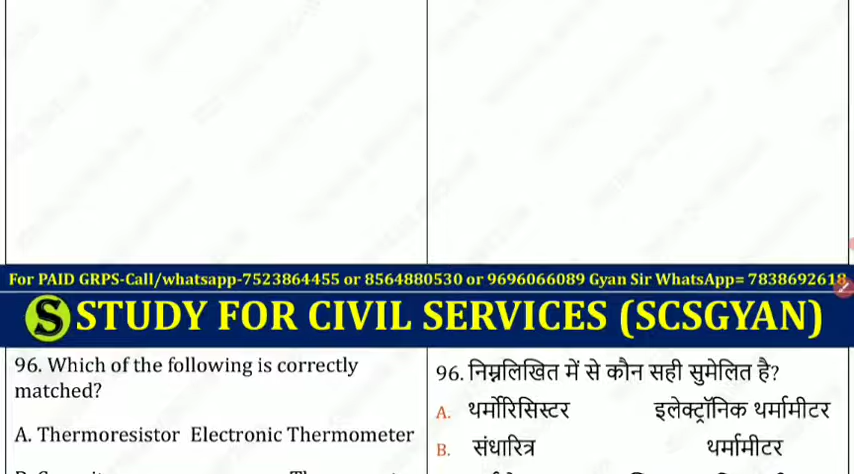 For PAID GRPS-Call/whatsapp-7523864455 or 8564880530 or 9696066089 Gyan Sir WhatsApp= 7838692618
S STUDY FOR CIVIL SERVICES (SCSGYAN)
96. Which of the following is correctly
matched?
A. Thermoresistor Electronic Thermometer
96. निम्नलिखित में से कौन सही सुमेलित है?
A. थर्मोरिसिस्टर इलेक्ट्रॉनिक थर्मामीटर
B. संधारित्र थर्मामीटर